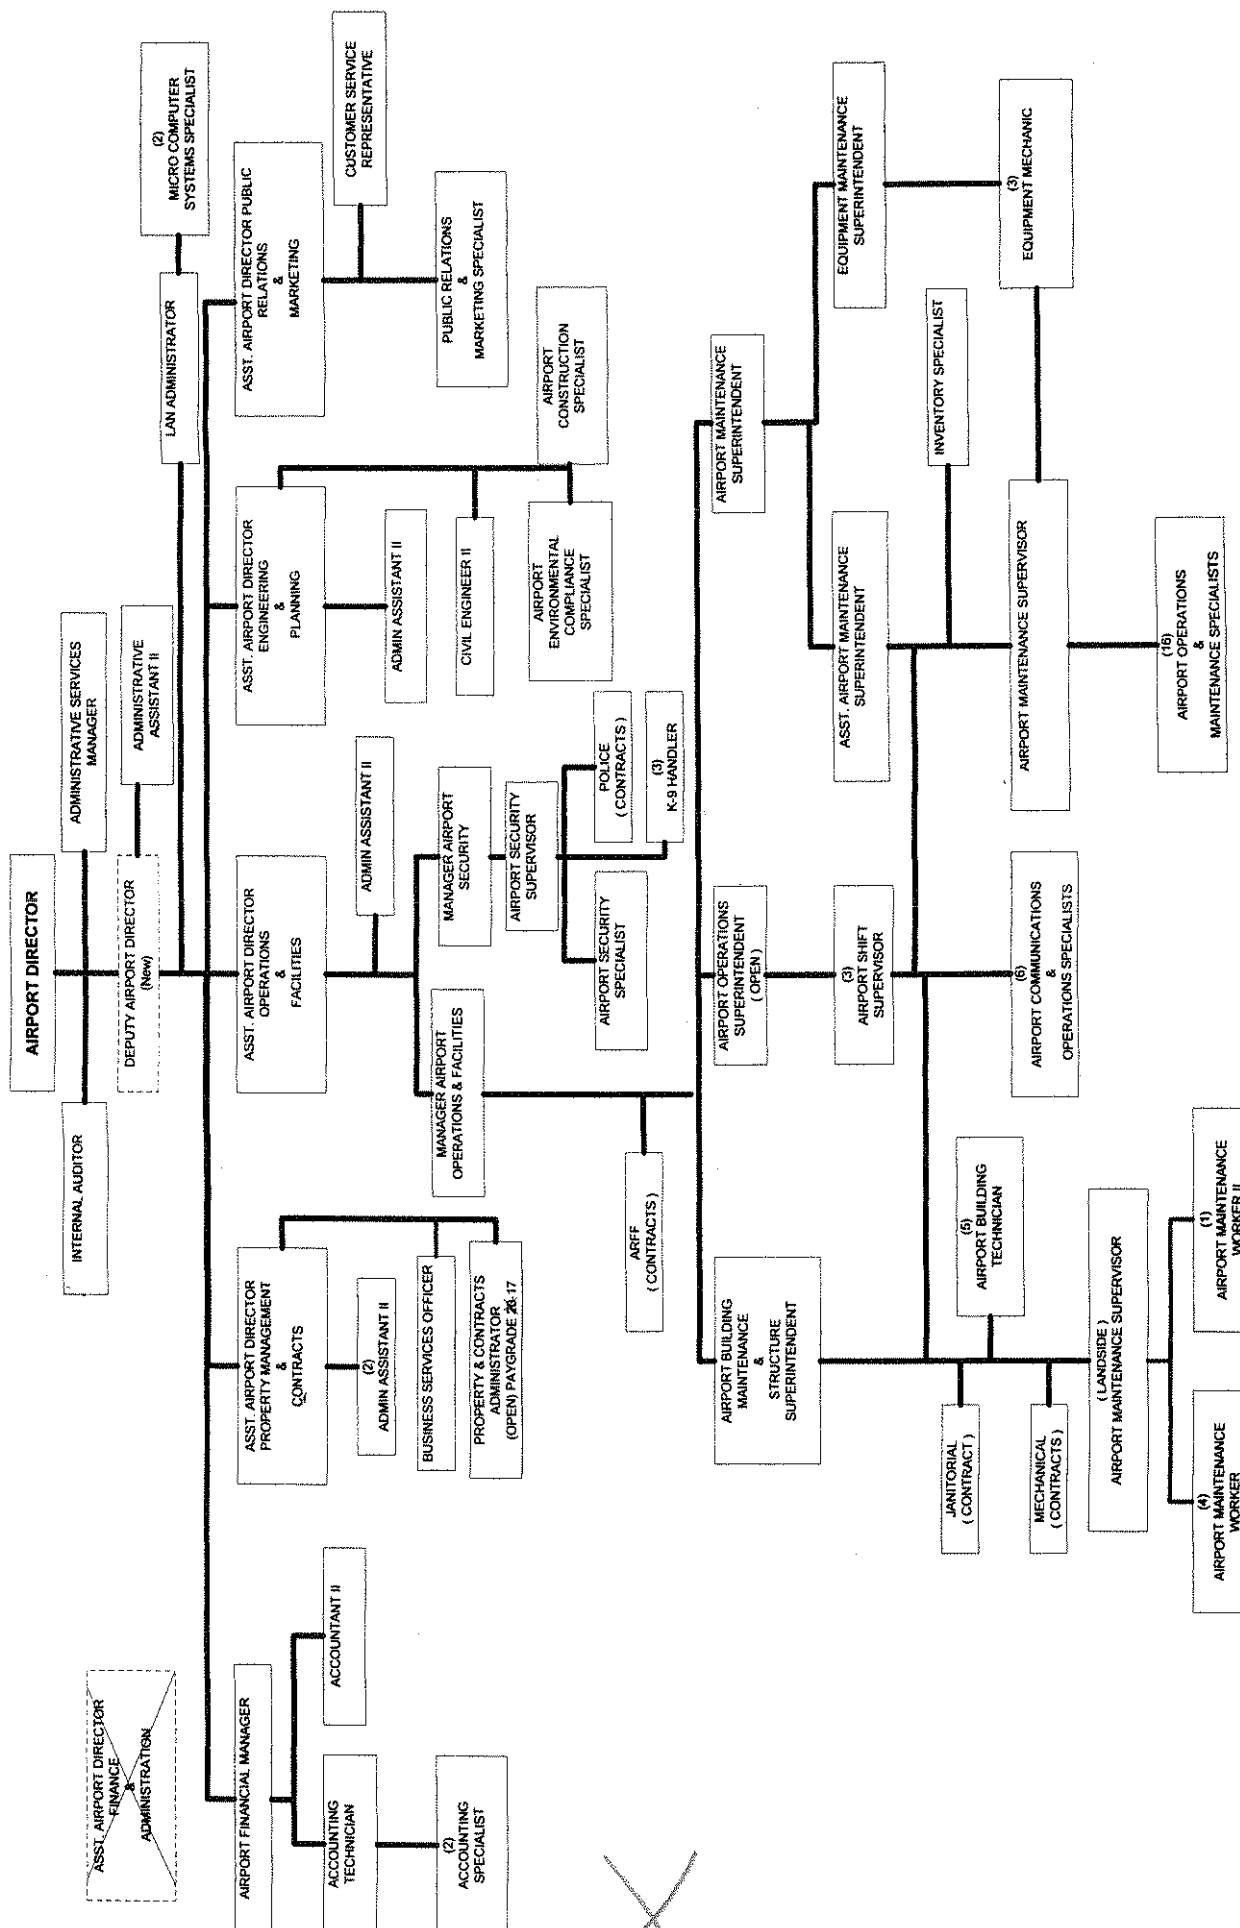 AIRPORT DIRECTOR
INTERNAL AUDITOR
ADMINISTRATIVE SERVICES
MANAGER
DEPUTY AIRPORT DIRECTOR
(New)
ADMINISTRATIVE
ASSISTANT II
LAN ADMINISTRATOR
(2)
MICRO COMPUTER
SYSTEMS SPECIALIST
ASST. AIRPORT DIRECTOR
FINANCE
&
ADMINISTRATION
AIRPORT FINANCIAL MANAGER
ACCOUNTING
TECHNICIAN
ACCOUNTANT II
(2)
ACCOUNTING
SPECIALIST
ASST. AIRPORT DIRECTOR
PROPERTY MANAGEMENT
&
CONTRACTS
(2)
ADMIN ASSISTANT II
BUSINESS SERVICES OFFICER
PROPERTY & CONTRACTS
ADMINISTRATOR
(OPEN) PAYGRADE 17
ASST. AIRPORT DIRECTOR
OPERATIONS
&
FACILITIES
ADMIN ASSISTANT II
MANAGER AIRPORT
OPERATIONS & FACILITIES
MANAGER AIRPORT
SECURITY
AIRPORT SECURITY
SUPERVISOR
AIRPORT SECURITY
SPECIALIST
POLICE
( CONTRACTS )
(3)
K-9 HANDLER
ASST. AIRPORT DIRECTOR
ENGINEERING
&
PLANNING
ADMIN ASSISTANT II
CIVIL ENGINEER II
AIRPORT
ENVIRONMENTAL
COMPLIANCE
SPECIALIST
AIRPORT
CONSTRUCTION
SPECIALIST
ASST. AIRPORT DIRECTOR PUBLIC
RELATIONS
&
MARKETING
CUSTOMER SERVICE
REPRESENTATIVE
PUBLIC RELATIONS
&
MARKETING SPECIALIST
ARFF
( CONTRACTS )
AIRPORT BUILDING
MAINTENANCE
&
STRUCTURE
SUPERINTENDENT
AIRPORT OPERATIONS
SUPERINTENDENT
( OPEN )
AIRPORT MAINTENANCE
SUPERINTENDENT
(3)
AIRPORT SHIFT
SUPERVISOR
ASST. AIRPORT MAINTENANCE
SUPERINTENDENT
EQUIPMENT MAINTENANCE
SUPERINTENDENT
INVENTORY SPECIALIST
JANITORIAL
( CONTRACT )
(5)
AIRPORT BUILDING
TECHNICIAN
MECHANICAL
( CONTRACTS )
(6)
AIRPORT COMMUNICATIONS
&
OPERATIONS SPECIALISTS
AIRPORT MAINTENANCE SUPERVISOR
(3)
EQUIPMENT MECHANIC
( LANDSIDE )
AIRPORT MAINTENANCE SUPERVISOR
(16)
AIRPORT OPERATIONS
&
MAINTENANCE SPECIALISTS
(4)
AIRPORT MAINTENANCE
WORKER
(1)
AIRPORT MAINTENANCE
WORKER II